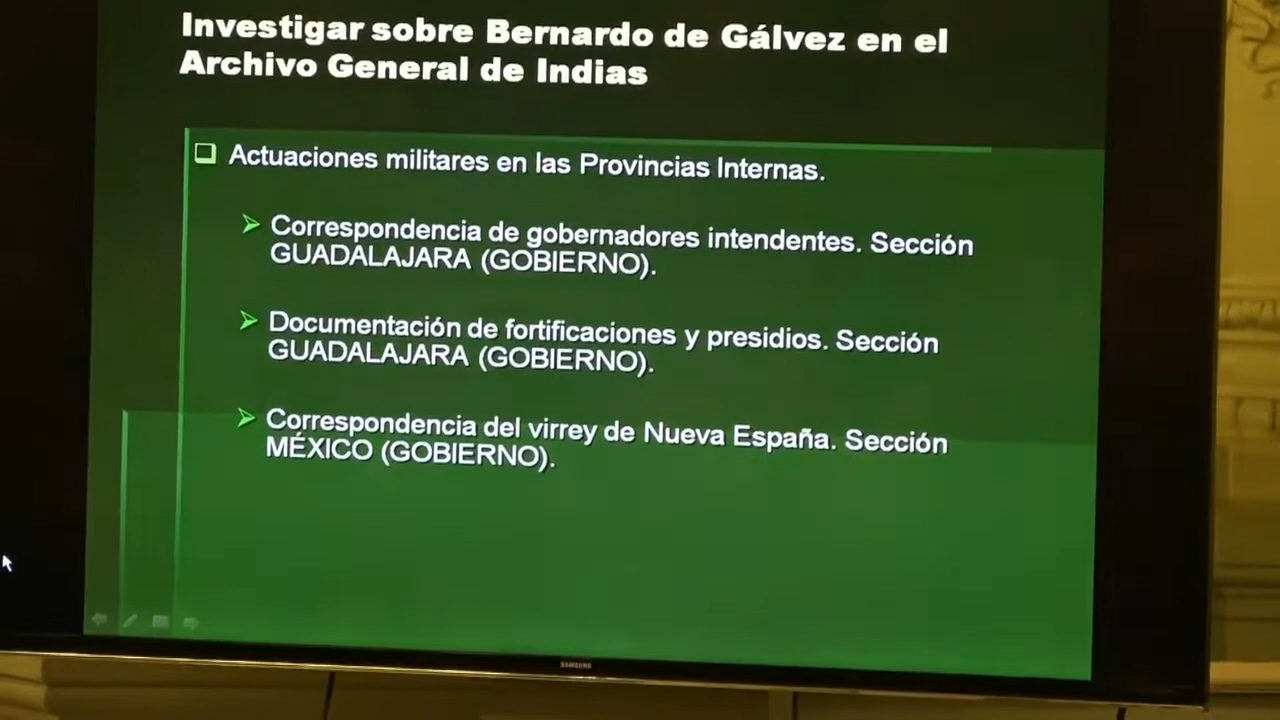 Investigar sobre Bernardo de Gálvez en el
Archivo General de Indias
Actuaciones militares en las Provincias Internas.
Correspondencia de gobernadores intendentes. Sección
GUADALAJARA (GOBIERNO).
Documentación de fortificaciones y presidios. Sección
GUADALAJARA (GOBIERNO).
Correspondencia del virrey de Nueva España. Sección
MÉXICO (GOBIERNO).
SAMSUNG